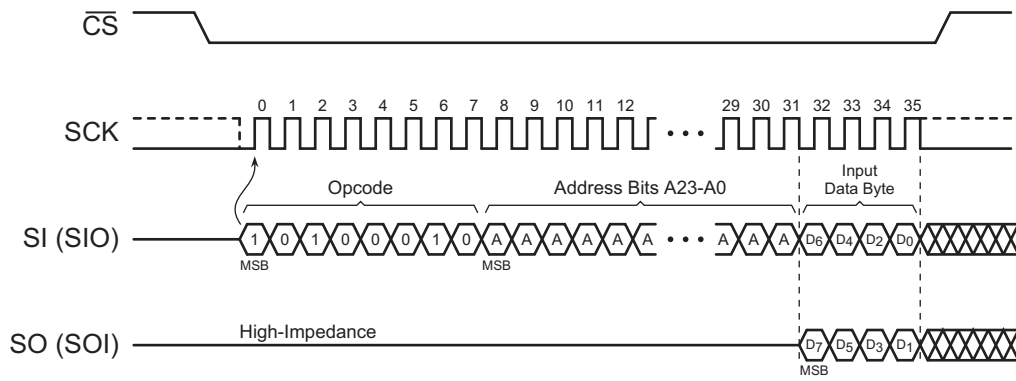 CS
0 1 2 3 4 5 6 7 8 9 10 11 12 29 30 31 32 33 34 35
SCK
Opcode
Address Bits A23-A0
Input
Data Byte
SI (SIO)
1 0 1 0 0 0 1 0 A A A A A A A A A D6 D4 D2 D0
MSB MSB
High-Impedance
SO (SOI)
D7 D5 D3 D1
MSB